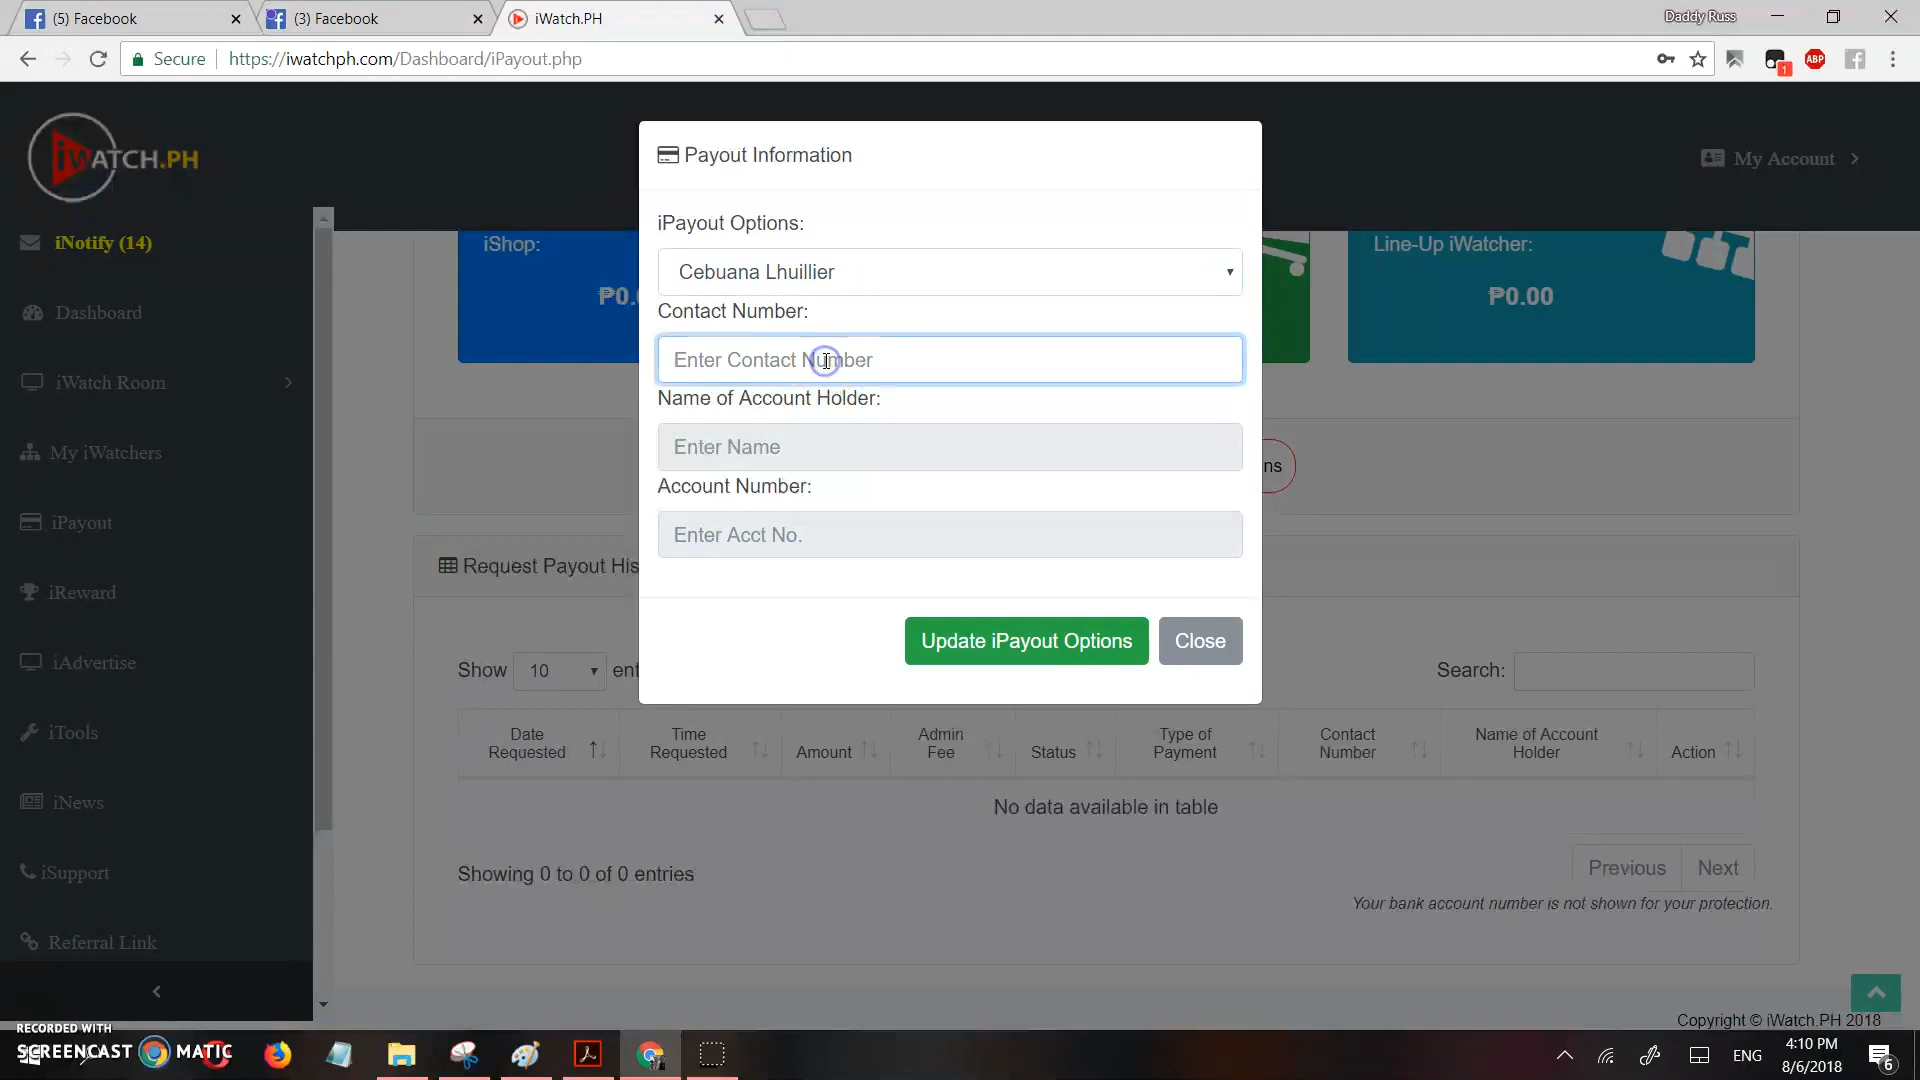 (5) Facebook
(3) Facebook
iWatch.PH
Daddy Russ
Secure
https://iwatchph.com/Dashboard/iPayout.php
1
ABP
iWATCH.PH
My Account
iNotify (14)
Dashboard
iWatch Room
My iWatchers
iPayout
iReward
iAdvertise
iTools
iNews
iSupport
Referral Link
iShop:
₱0.
Line-Up iWatcher:
₱0.00
Payout Information
iPayout Options:
Cebuana Lhuillier
Contact Number:
Enter Contact Number
Name of Account Holder:
Enter Name
Account Number:
Enter Acct No.
Update iPayout Options
Close
ns
Request Payout His
Show 10 ent
Search:
Date Requested
Time Requested
Amount
Admin Fee
Status
Type of Payment
Contact Number
Name of Account Holder
Action
No data available in table
Showing 0 to 0 of 0 entries
Previous
Next
Your bank account number is not shown for your protection.
Copyright © iWatch.PH 2018
RECORDED WITH
SCREENCAST MATIC
ENG
4:10 PM
8/6/2018
6